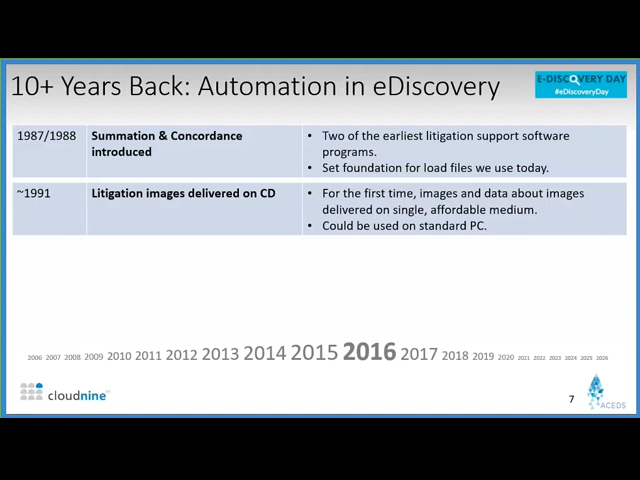 10+ Years Back: Automation in eDiscovery
E-DISCOVERY DAY
#eDiscoveryDay
1987/1988
Summation & Concordance
introduced
• Two of the earliest litigation support software
programs.
• Set foundation for load files we use today.
~1991
Litigation images delivered on CD
• For the first time, images and data about images
delivered on single, affordable medium.
• Could be used on standard PC.
2006 2007 2008 2009 2010 2011 2012 2013 2014 2015 2016 2017 2018 2019 2020 2021 2022 2023 2024 2025 2026
cloudnine
7
ACEDS